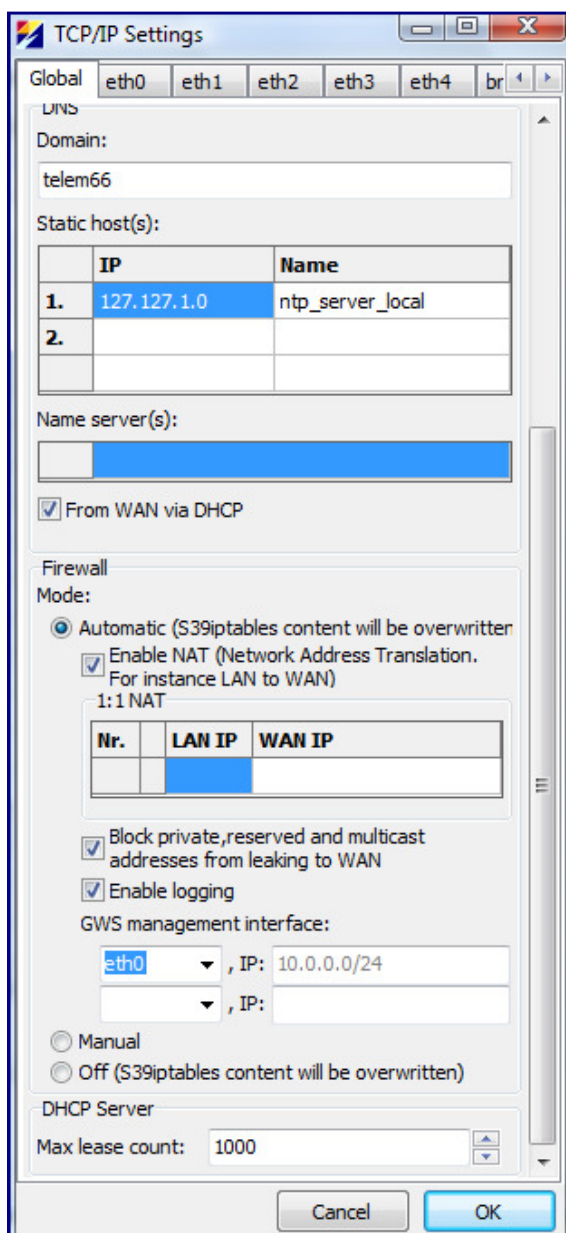 TCP/IP Settings
Global eth0 eth1 eth2 eth3 eth4 br
DNS
Domain:
telem66
Static host(s):
IP Name
1. 127.127.1.0 ntp_server_local
2.
Name server(s):
From WAN via DHCP
Firewall
Mode:
Automatic (S39iptables content will be overwritten
Enable NAT (Network Address Translation.
For instance LAN to WAN)
1:1 NAT
Nr. LAN IP WAN IP
Block private,reserved and multicast
addresses from leaking to WAN
Enable logging
GWS management interface:
eth0 , IP: 10.0.0.0/24
, IP:
Manual
Off (S39iptables content will be overwritten)
DHCP Server
Max lease count: 1000
Cancel OK